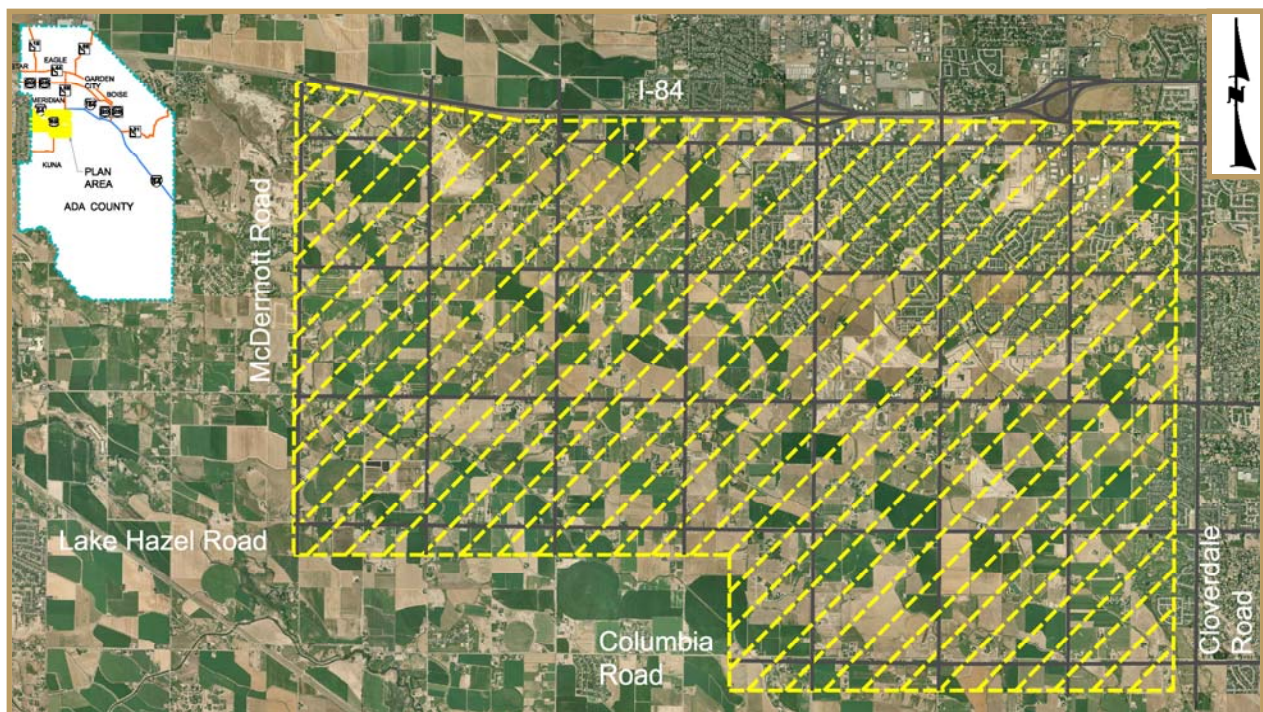 EAGLE
STAR
GARDEN
CITY
MERIDIAN
BOISE
KUNA
PLAN
AREA
ADA COUNTY
I-84
N
McDermott Road
Lake Hazel Road
Columbia
Road
Cloverdale
Road